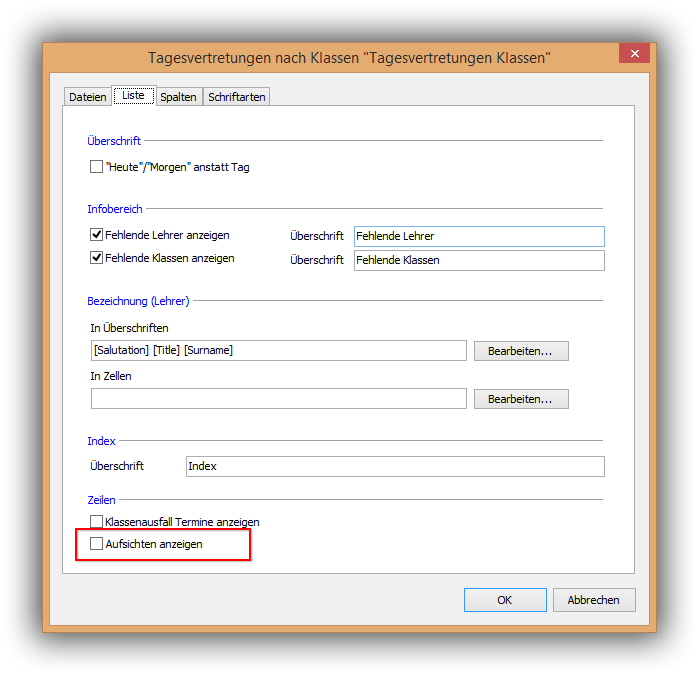 Tagesvertretungen nach Klassen "Tagesvertretungen Klassen"
Dateien Liste Spalten Schriftarten
Überschrift
"Heute"/"Morgen" anstatt Tag
Infobereich
Fehlende Lehrer anzeigen Überschrift Fehlende Lehrer
Fehlende Klassen anzeigen Überschrift Fehlende Klassen
Bezeichnung (Lehrer)
In Überschriften
[Salutation] [Title] [Surname] Bearbeiten...
In Zellen
Bearbeiten...
Index
Überschrift Index
Zeilen
Klassenausfall Termine anzeigen
Aufsichten anzeigen
OK Abbrechen